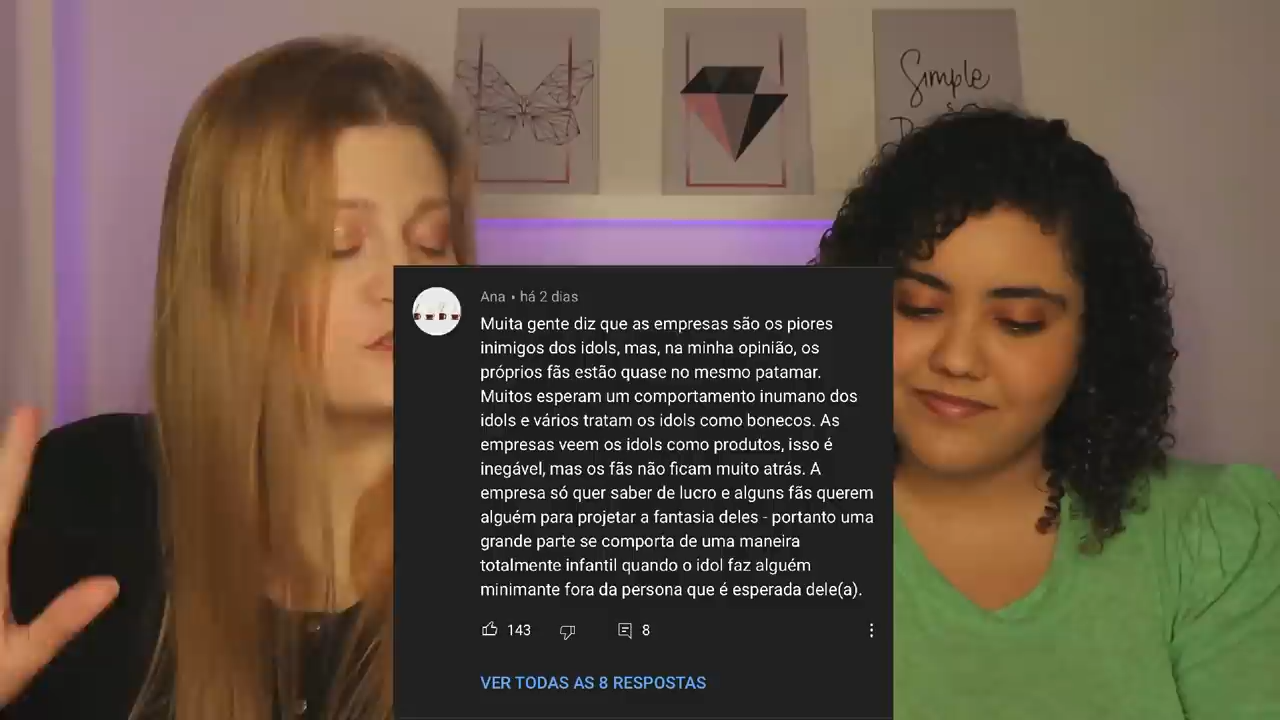 Simple
Ana • há 2 dias
Muita gente diz que as empresas são os piores
inimigos dos idols, mas, na minha opinião, os
próprios fãs estão quase no mesmo patamar.
Muitos esperam um comportamento inumano dos
idols e vários tratam os idols como bonecos. As
empresas veem os idols como produtos, isso é
inegável, mas os fãs não ficam muito atrás. A
empresa só quer saber de lucro e alguns fãs querem
alguém para projetar a fantasia deles - portanto uma
grande parte se comporta de uma maneira
totalmente infantil quando o idol faz alguém
minimante fora da persona que é esperada dele(a).
143 8
VER TODAS AS 8 RESPOSTAS